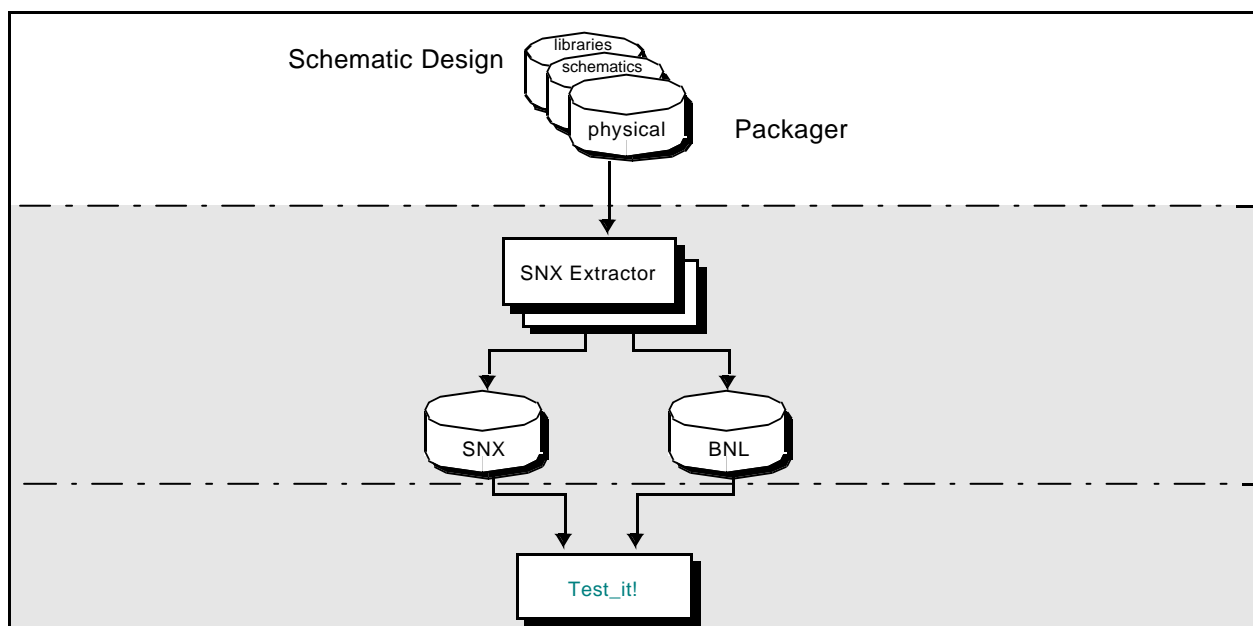 libraries
Schematic Design
schematics
physical
Packager
SNX Extractor
SNX
BNL
Test_it!